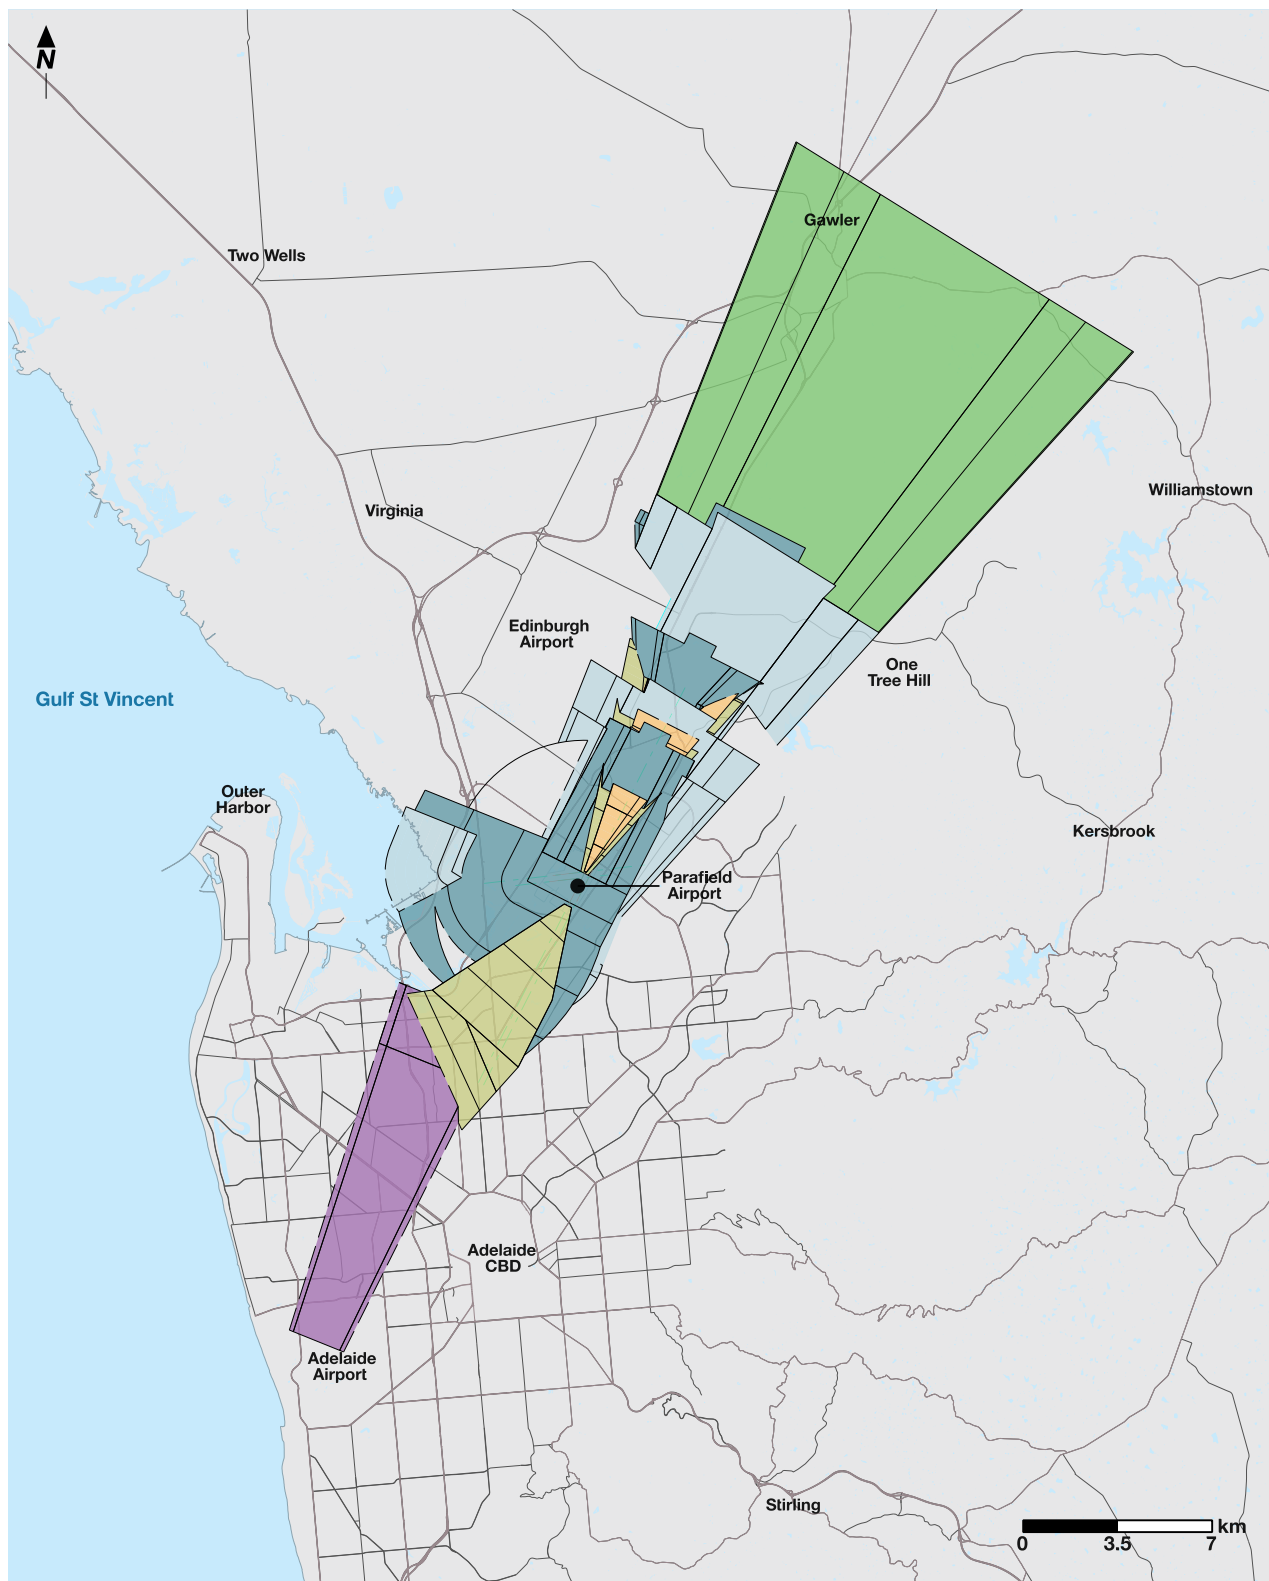 N
Gawler
Two Wells
Williamstown
Virginia
Edinburgh
Airport
One
Tree Hill
Gulf St Vincent
Outer
Harbor
Kersbrook
Parafield
Airport
Adelaide
CBD
Adelaide
Airport
Stirling
km
0 3.5 7